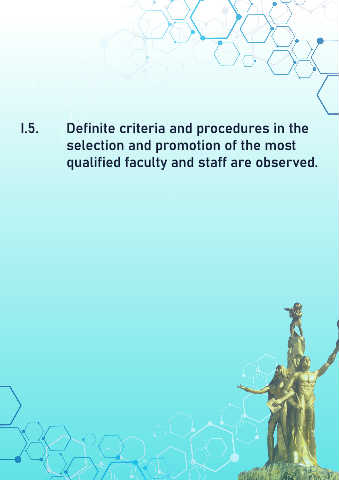 I.5. Definite criteria and procedures in the
selection and promotion of the most
qualified faculty and staff are observed.